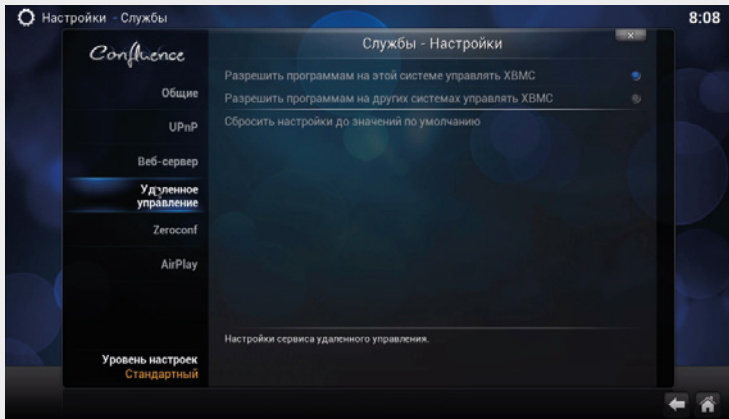 Настройки - Службы
8:08
Confluence
Службы - Настройки
Разрешить программам на этой системе управлять XBMC
Разрешить программам на других системах управлять XBMC
Сбросить настройки до значений по умолчанию
Общие
UPnP
Веб-сервер
Удаленное
управление
Zeroconf
AirPlay
Настройки сервиса удаленного управления.
Уровень настроек
Стандартный